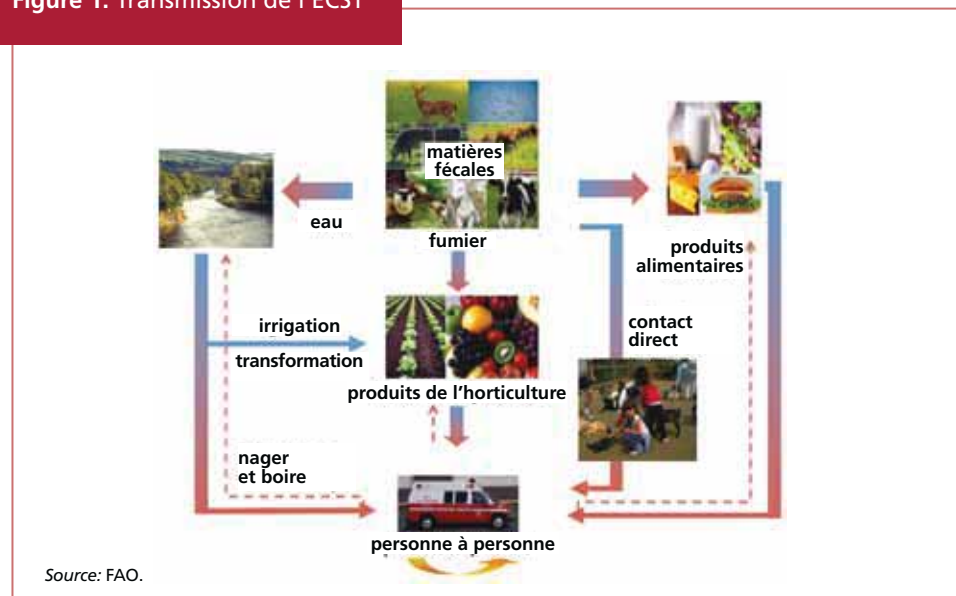 Figure 1. Transmission de l'ECST
matières
fécales
eau
fumier
produits
alimentaires
irrigation
transformation
contact
direct
produits de l'horticulture
nager
et boire
personne à personne
Source: FAO.